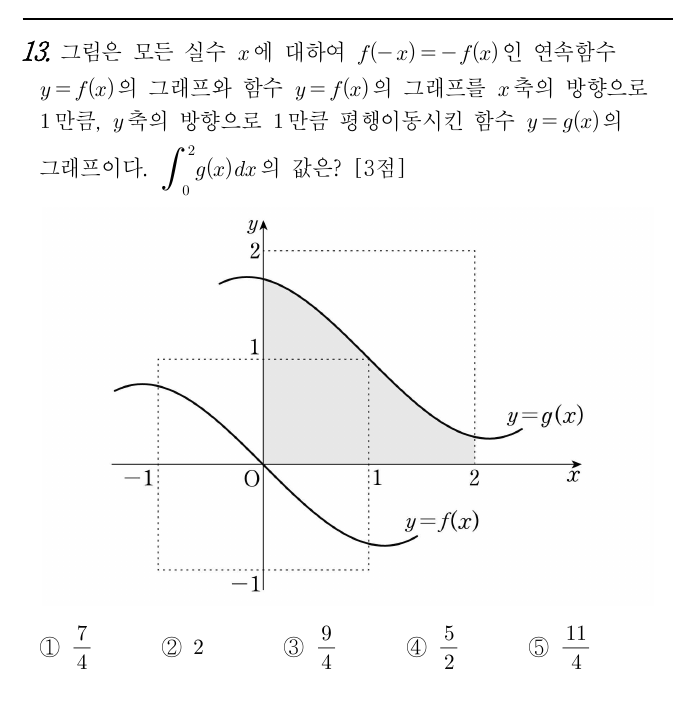 13. 그림은 모든 실수 x에 대하여 f(-x)=-f(x)인 연속함수
y=f(x)의 그래프와 함수 y=f(x)의 그래프를 x축의 방향으로
1만큼, y축의 방향으로 1만큼 평행이동시킨 함수 y=g(x)의
그래프이다. ∫₀² g(x)dx의 값은? [3점]
y
2
1
y=g(x)
-1 O 1 2 x
y=f(x)
-1
① 7/4 ② 2 ③ 9/4 ④ 5/2 ⑤ 11/4